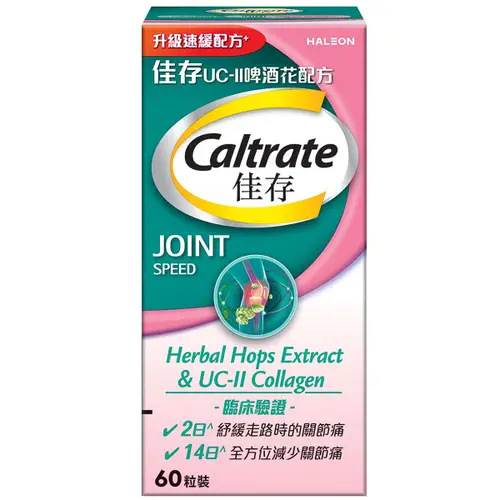 升級速緩配方+
HALEON
佳存UC-II啤酒花配方
Caltrate
佳存
JOINT
SPEED
Herbal Hops Extract
& UC-II Collagen
-臨床驗證-
✓ 2日^ 紓緩走路時的關節痛
✓ 14日^ 全方位減少關節痛
60粒裝